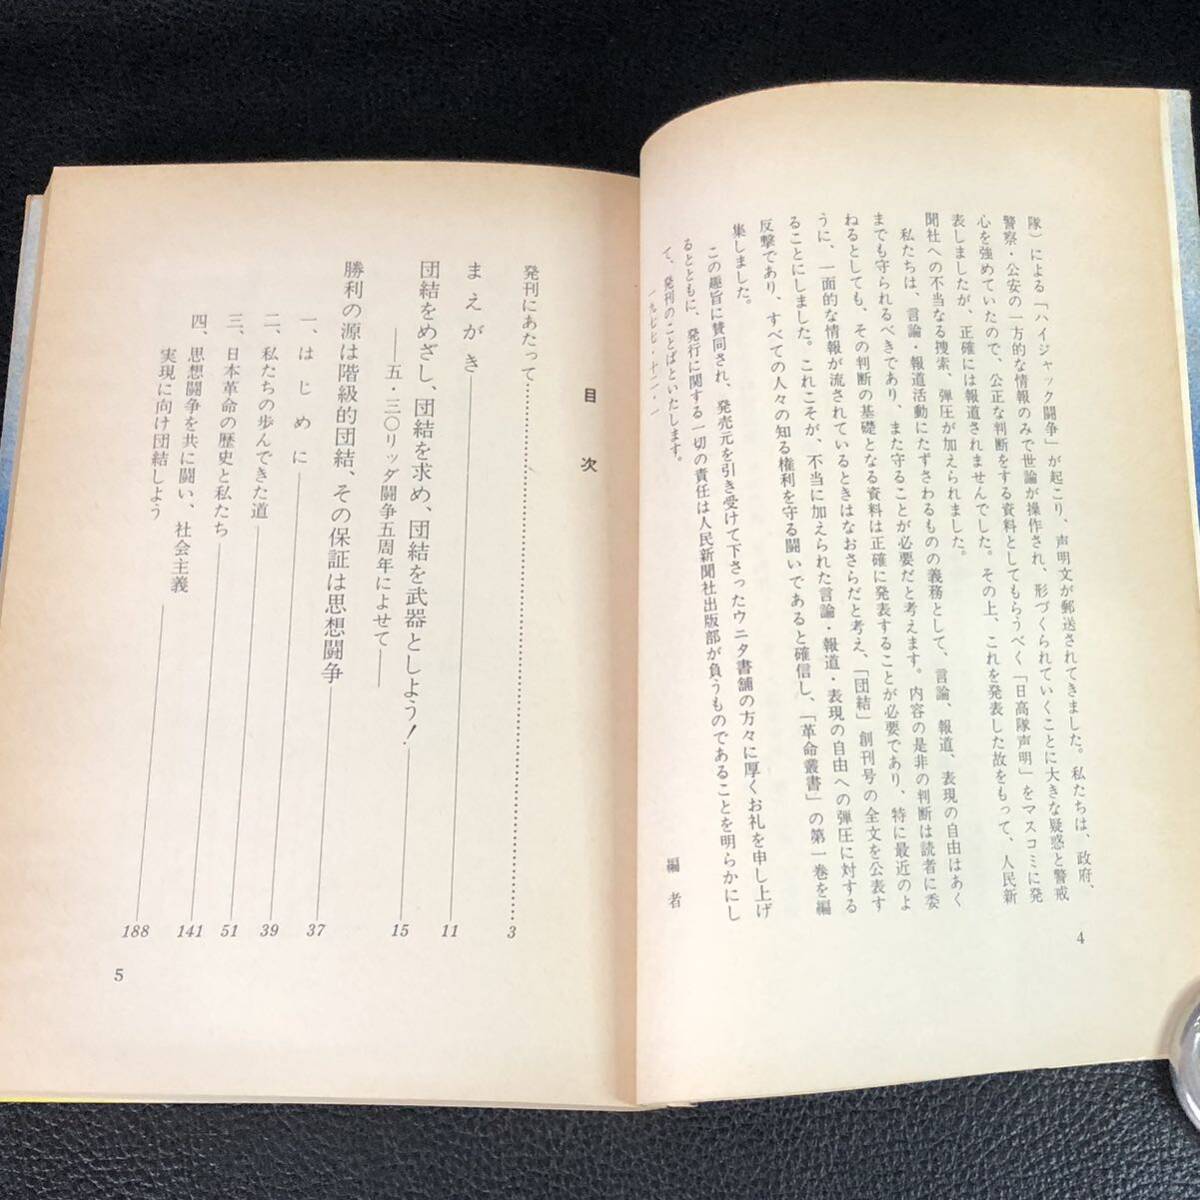 隊）による「ハイジャック闘争」が起こり、声明文が郵送されてきました。私たちは、政府、
警察・公安の一方的な情報のみで世論が操作され、形づくられていくことに大きな疑惑と警戒
心を強めていたので、公正な判断をする資料としてもらうべく「日高隊声明」をマスコミに発
表しましたが、正確には報道されませんでした。その上、これを発表した故をもって、人民新
聞社への不当なる捜索、弾圧が加えられました。
私たちは、言論・報道活動にたずさわるものの義務として、言論、報道、表現の自由はあく
までも守られるべきであり、また守ることが必要だと考えます。内容の是非の判断は読者に委
ねるとしても、その判断の基礎となる資料は正確に発表することが必要であり、特に最近のよ
うに、一面的な情報が流されているときはなおさらだと考え、「団結」創刊号の全文を公表す
ることにしました。これこそが、不当に加えられた言論・報道・表現の自由への弾圧に対する
反撃であり、すべての人々の知る権利を守る闘いであると確信し、「革命叢書」の第一巻を編
集しました。
この趣旨に賛同され、発売元を引き受けて下さったウニタ書舗の方々に厚くお礼を申し上げ
るとともに、発行に関する一切の責任は人民新聞社出版部が負うものであることを明らかにし
て、発刊のことばといたします。
一九七七・十二・一
編者
4
目次
発刊にあたって 3
まえがき 11
団結をめざし、団結を求め、団結を武器としよう！
――五・三〇リッダ闘争五周年によせて―― 15
勝利の源は階級的団結、その保証は思想闘争 37
一、はじめに 39
二、私たちの歩んできた道 51
三、日本革命の歴史と私たち 141
四、思想闘争を共に闘い、社会主義
実現に向け団結しよう 188
5